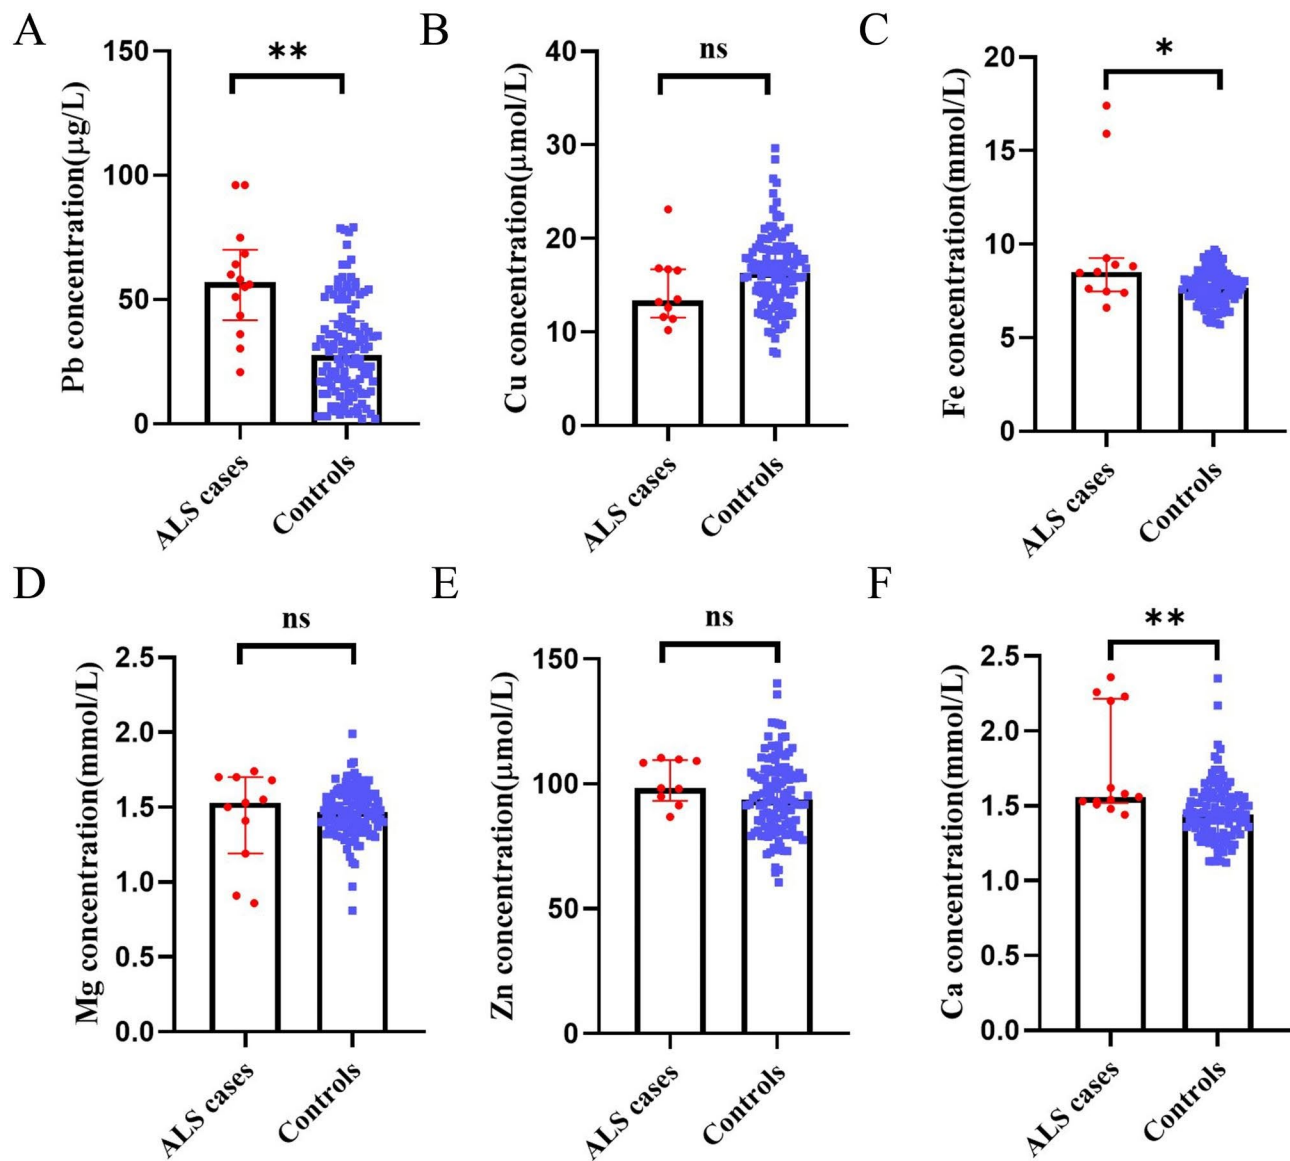 A
Pb concentration(μg/L)
150
100
50
0
**
ALS cases
Controls
B
Cu concentration(μmol/L)
40
30
20
10
0
ns
ALS cases
Controls
C
Fe concentration(mmol/L)
20
15
10
5
0
*
ALS cases
Controls
D
Mg concentration(mmol/L)
2.5
2.0
1.5
1.0
0.5
0.0
ns
ALS cases
Controls
E
Zn concentration(μmol/L)
150
100
50
0
ns
ALS cases
Controls
F
Ca concentration(mmol/L)
2.5
2.0
1.5
1.0
0.5
0.0
**
ALS cases
Controls